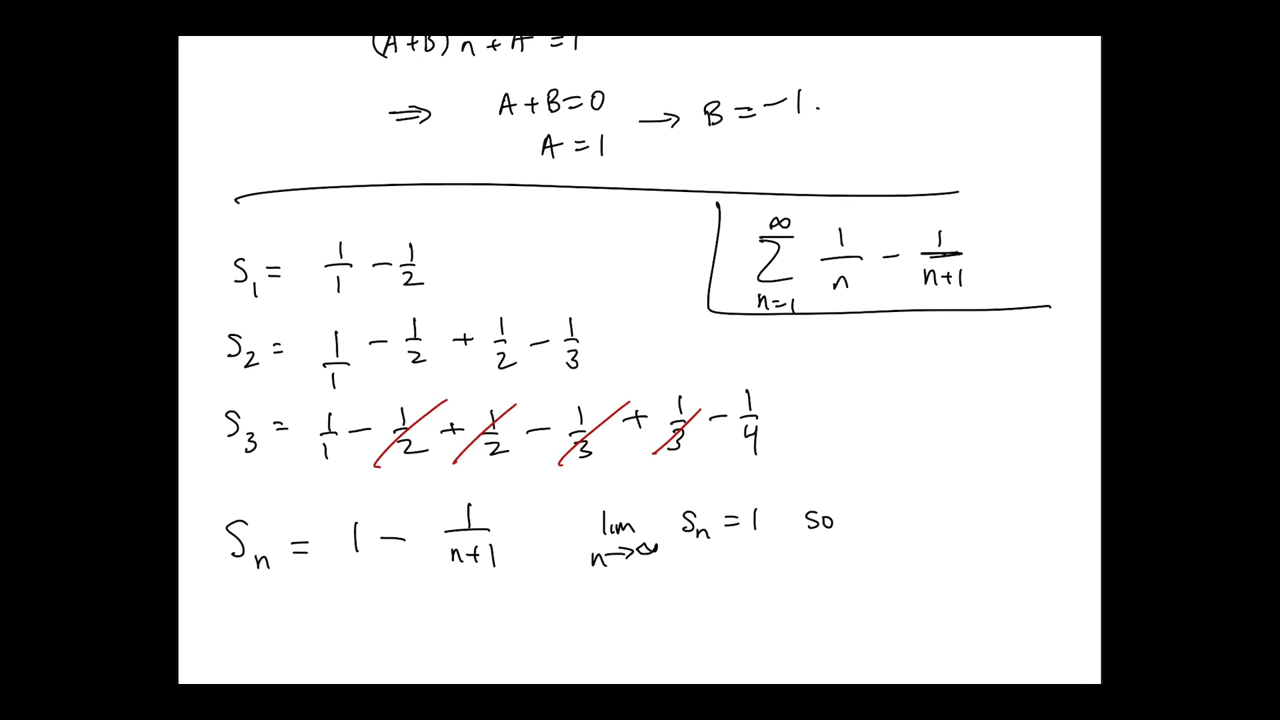 (A+B) n + A = 1
⇒ A + B = 0 → B = -1.
A = 1
∞
∑ 1/n - 1/(n+1)
n=1
S₁ = 1/1 - 1/2
S₂ = 1/1 - 1/2 + 1/2 - 1/3
S₃ = 1/1 - 1/2 + 1/2 - 1/3 + 1/3 - 1/4
Sₙ = 1 - 1/(n+1) lim n→∞ Sₙ = 1 so